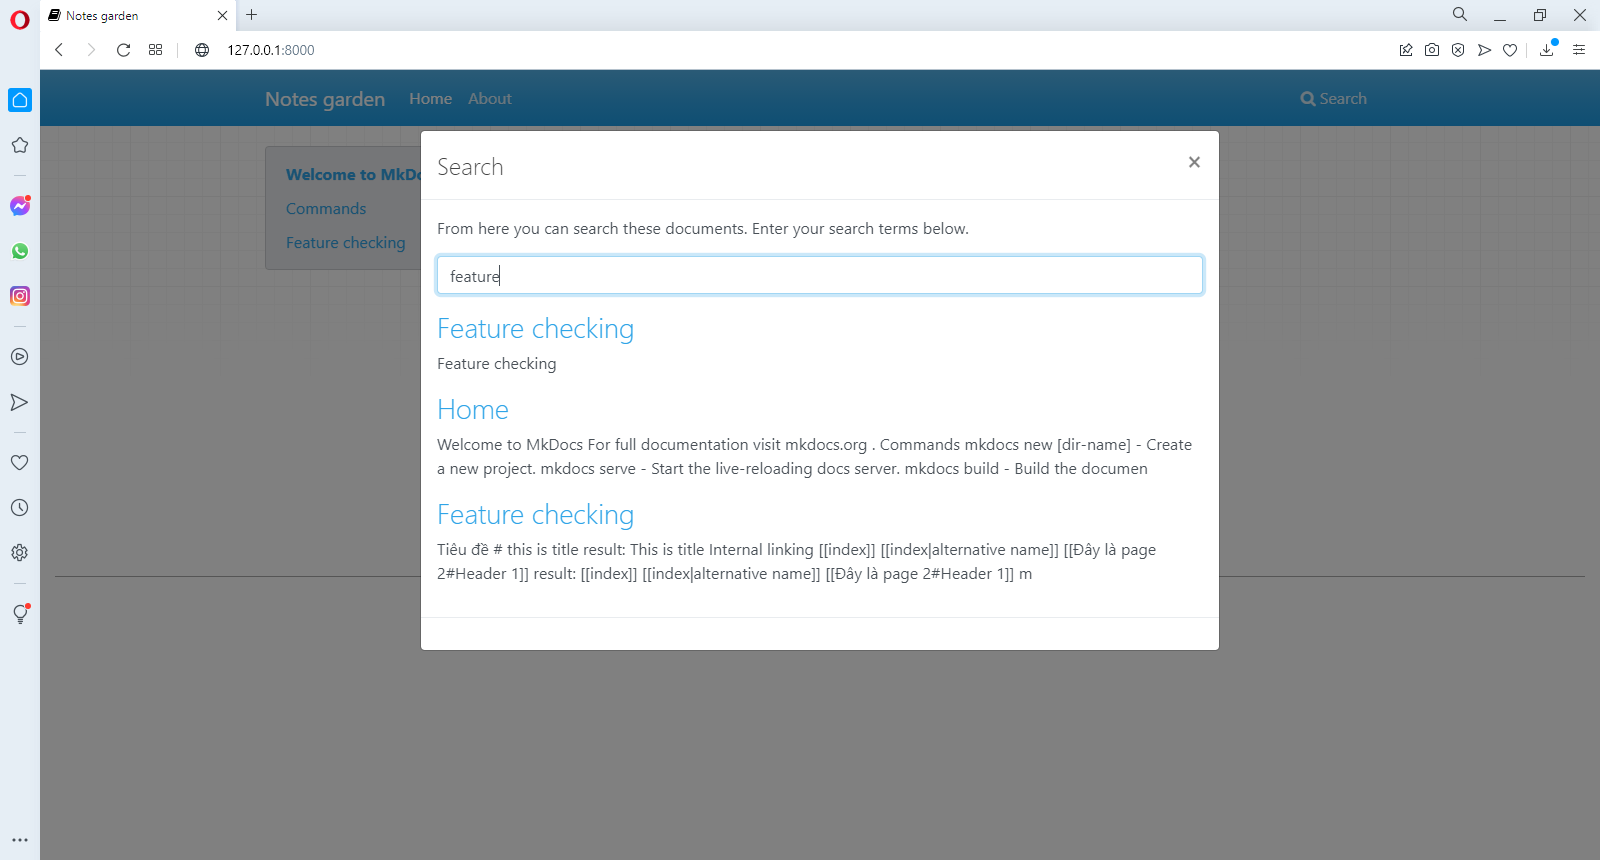 Notes garden
127.0.0.1:8000
Notes garden Home About Search
Welcome to MkDo
Commands
Feature checking
Search
×
From here you can search these documents. Enter your search terms below.
feature
Feature checking
Feature checking
Home
Welcome to MkDocs For full documentation visit mkdocs.org . Commands mkdocs new [dir-name] - Create
a new project. mkdocs serve - Start the live-reloading docs server. mkdocs build - Build the documen
Feature checking
Tiêu đề # this is title result: This is title Internal linking [[index]] [[index|alternative name]] [[Đây là page
2#Header 1]] result: [[index]] [[index|alternative name]] [[Đây là page 2#Header 1]] m